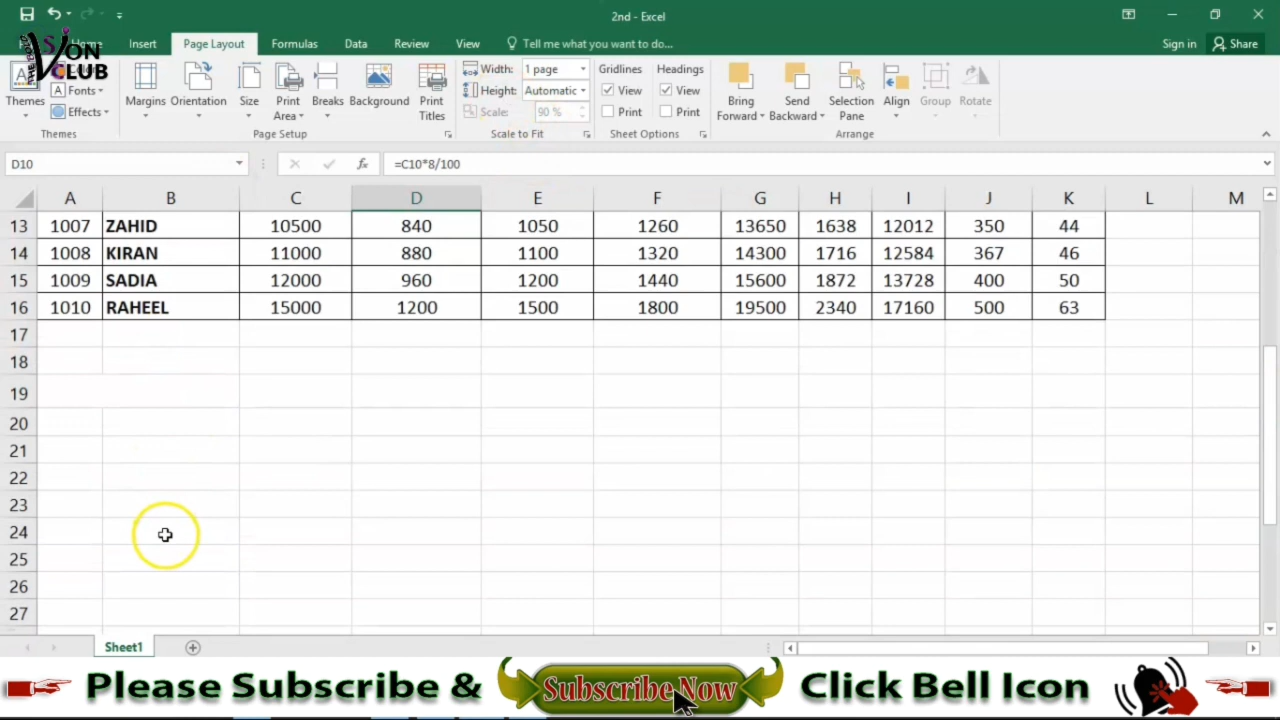 2nd - Excel
Home Insert Page Layout Formulas Data Review View Tell me what you want to do... Sign in Share
VISION
THE EDU
CLUB
Themes Fonts Effects Margins Orientation Size Print Area Breaks Background Print Titles Width: 1 page Height: Automatic Scale: 90 % Gridlines View Print Headings View Print Bring Forward Send Backward Selection Pane Align Group Rotate
Themes Page Setup Scale to Fit Sheet Options Arrange
D10 fx =C10*8/100
A B C D E F G H I J K L M
13 1007 ZAHID 10500 840 1050 1260 13650 1638 12012 350 44
14 1008 KIRAN 11000 880 1100 1320 14300 1716 12584 367 46
15 1009 SADIA 12000 960 1200 1440 15600 1872 13728 400 50
16 1010 RAHEEL 15000 1200 1500 1800 19500 2340 17160 500 63
17
18
19
20
21
22
23
24
25
26
27
Sheet1
Please Subscribe & Subscribe Now Click Bell Icon